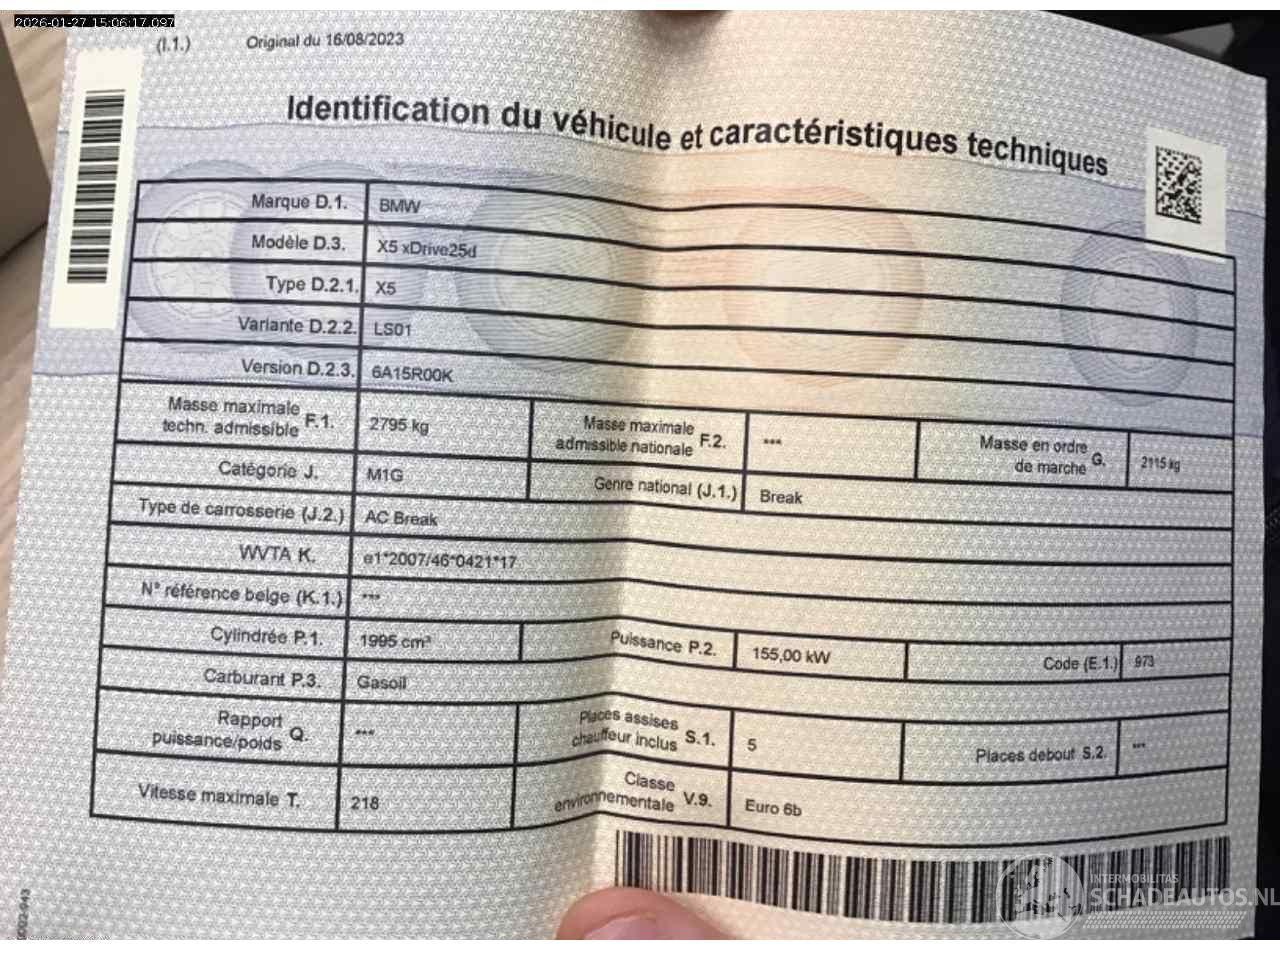 2026-01-27 15:06:17.097
(I.1.) Original du 16/08/2023
Identification du véhicule et caractéristiques techniques
Marque D.1. BMW
Modèle D.3. X5 xDrive25d
Type D.2.1. X5
Variante D.2.2. LS01
Version D.2.3. 6A15R00K
Masse maximale techn. admissible F.1. 2795 kg Masse maximale admissible nationale F.2. *** Masse en ordre de marche G. 2115 kg
Catégorie J. M1G Genre national (J.1.) Break
Type de carrosserie (J.2.) AC Break
WVTA K. e1*2007/46*0421*17
N° référence belge (K.1.) ***
Cylindrée P.1. 1995 cm³ Puissance P.2. 155,00 kW Code (E.1.) 973
Carburant P.3. Gasoil
Rapport puissance/poids Q. *** Places assises chauffeur inclus S.1. 5 Places debout S.2. ***
Vitesse maximale T. 218 Classe environnementale V.9. Euro 6b
INTERMOBILITAS
SCHADEAUTOS.NL